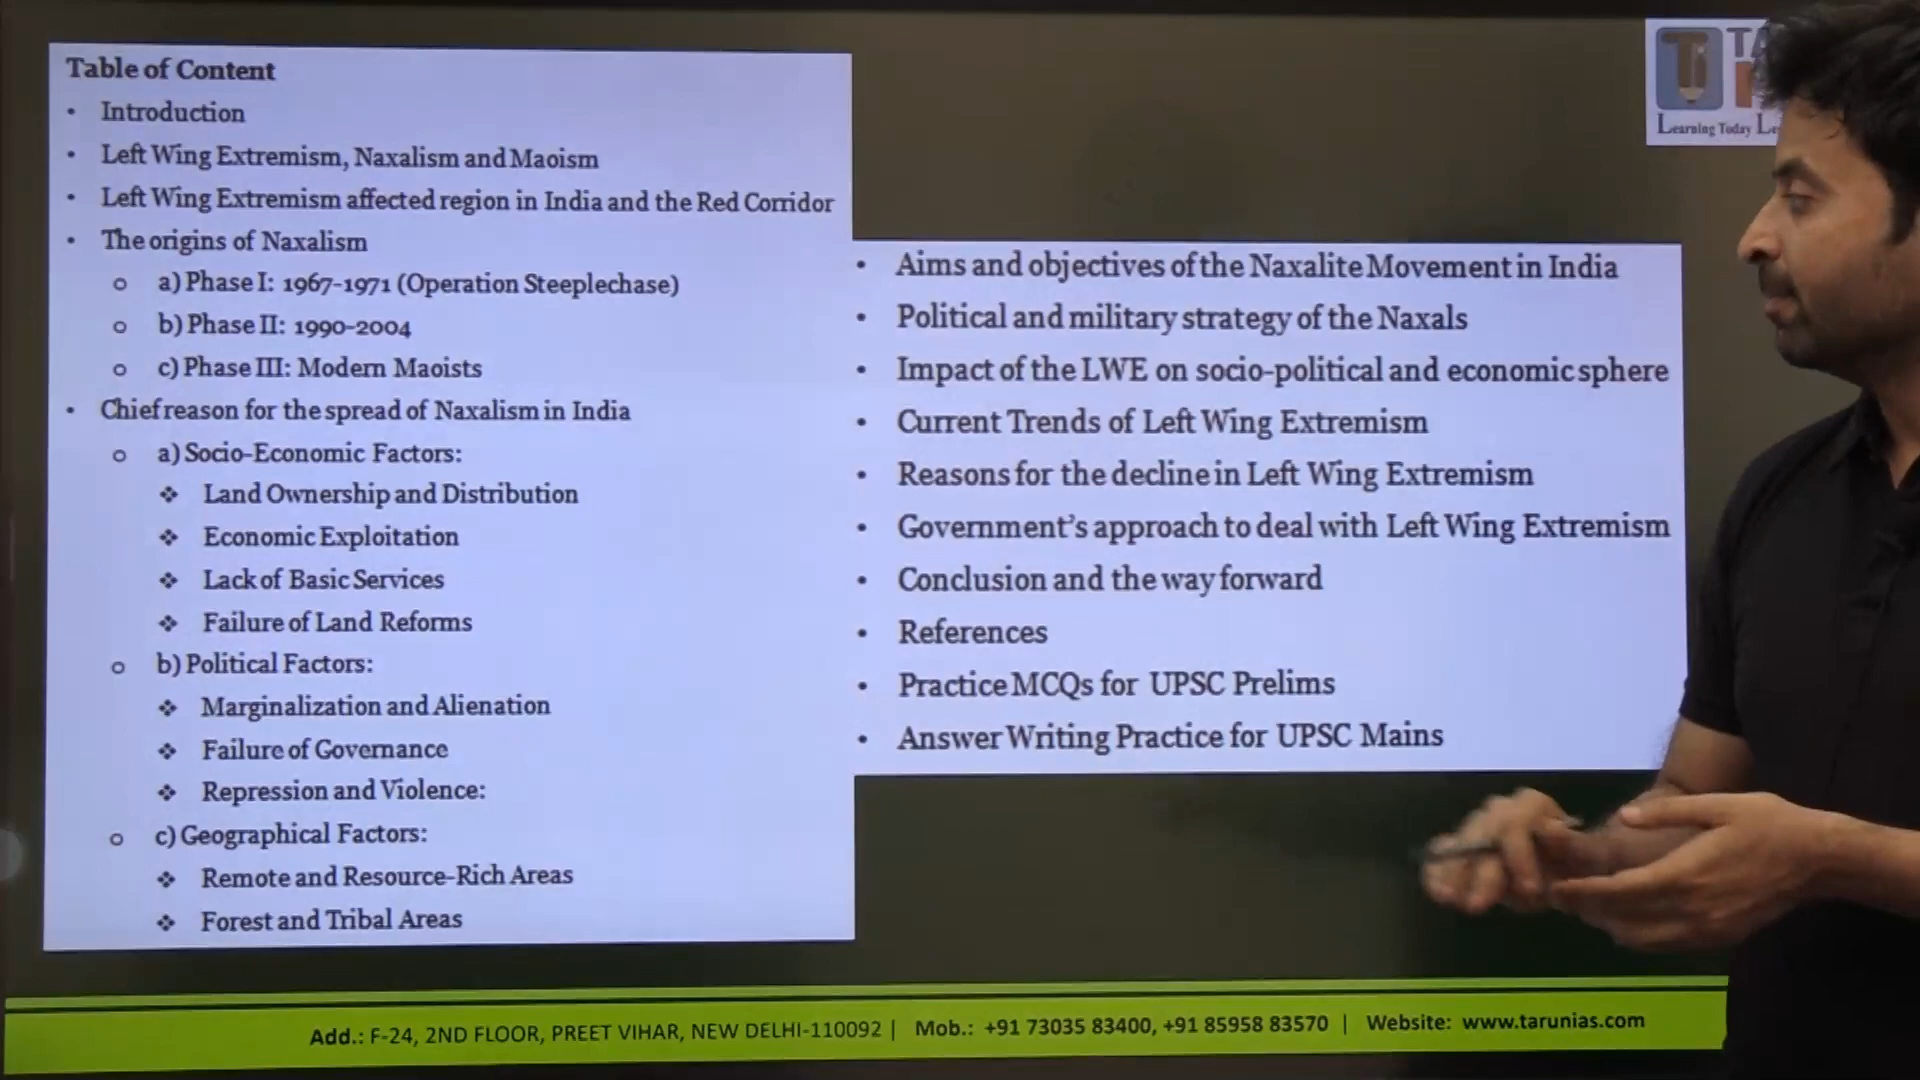 Table of Content
• Introduction
• Left Wing Extremism, Naxalism and Maoism
• Left Wing Extremism affected region in India and the Red Corridor
• The origins of Naxalism
o a) Phase I: 1967-1971 (Operation Steeplechase)
o b) Phase II: 1990-2004
o c) Phase III: Modern Maoists
• Chief reason for the spread of Naxalism in India
o a) Socio-Economic Factors:
❖ Land Ownership and Distribution
❖ Economic Exploitation
❖ Lack of Basic Services
❖ Failure of Land Reforms
o b) Political Factors:
❖ Marginalization and Alienation
❖ Failure of Governance
❖ Repression and Violence:
o c) Geographical Factors:
❖ Remote and Resource-Rich Areas
❖ Forest and Tribal Areas
• Aims and objectives of the Naxalite Movement in India
• Political and military strategy of the Naxals
• Impact of the LWE on socio-political and economic sphere
• Current Trends of Left Wing Extremism
• Reasons for the decline in Left Wing Extremism
• Government's approach to deal with Left Wing Extremism
• Conclusion and the way forward
• References
• Practice MCQs for UPSC Prelims
• Answer Writing Practice for UPSC Mains
Learning Today
Add.: F-24, 2ND FLOOR, PREET VIHAR, NEW DELHI-110092 | Mob.: +91 73035 83400, +91 85958 83570 | Website: www.tarunias.com